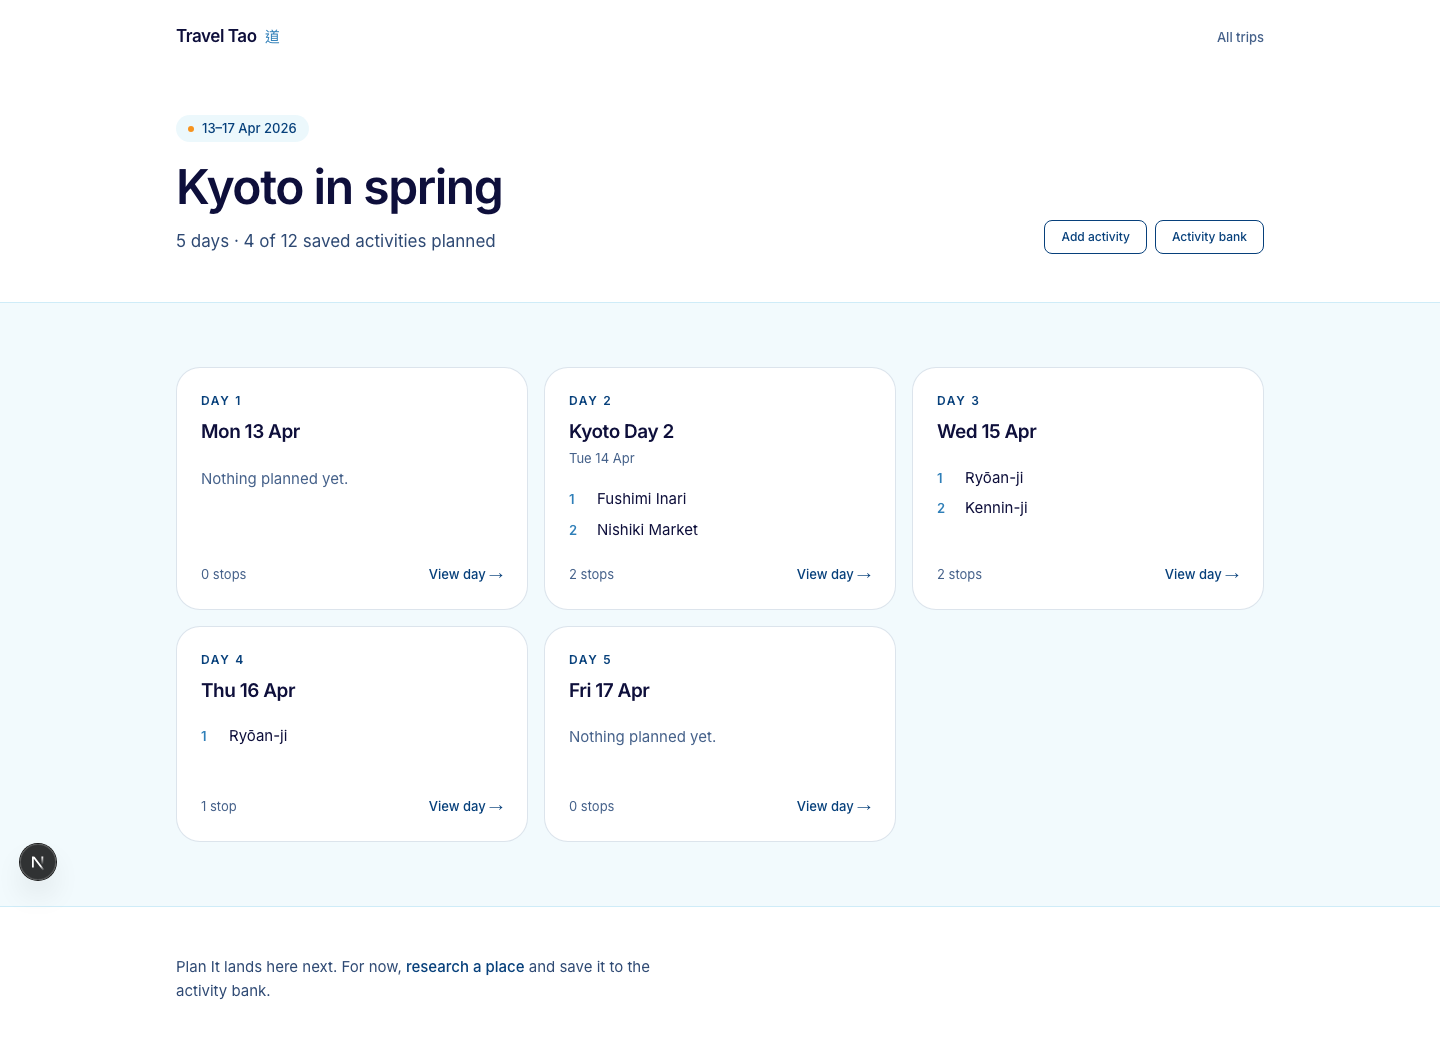 Travel Tao 道
All trips
13–17 Apr 2026
Kyoto in spring
5 days · 4 of 12 saved activities planned
Add activity
Activity bank
DAY 1
Mon 13 Apr
Nothing planned yet.
0 stops
View day →
DAY 2
Kyoto Day 2
Tue 14 Apr
1 Fushimi Inari
2 Nishiki Market
2 stops
View day →
DAY 3
Wed 15 Apr
1 Ryōan-ji
2 Kennin-ji
2 stops
View day →
DAY 4
Thu 16 Apr
1 Ryōan-ji
1 stop
View day →
DAY 5
Fri 17 Apr
Nothing planned yet.
0 stops
View day →
N
Plan It lands here next. For now, research a place and save it to the
activity bank.